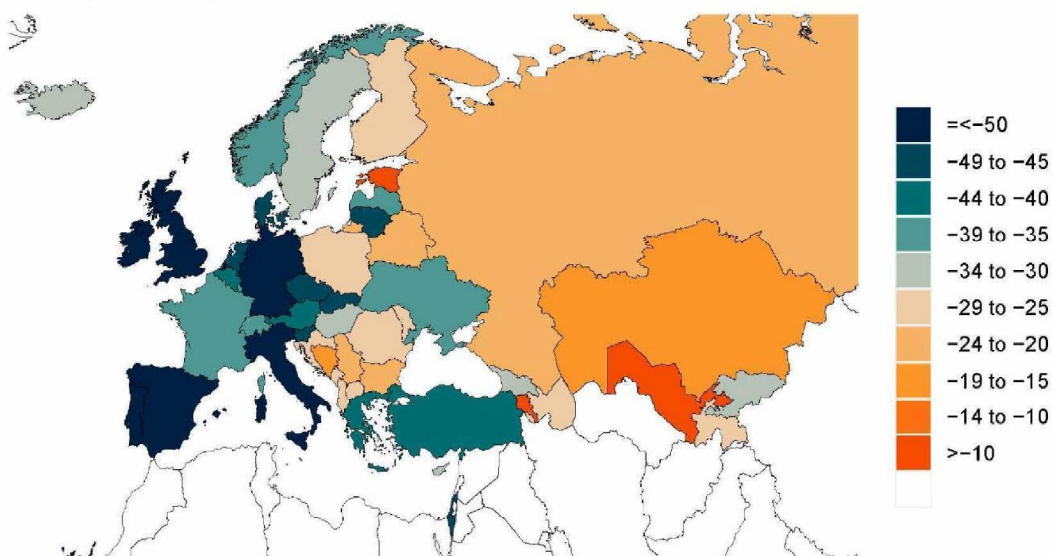 =<−50
−49 to −45
−44 to −40
−39 to −35
−34 to −30
−29 to −25
−24 to −20
−19 to −15
−14 to −10
>−10